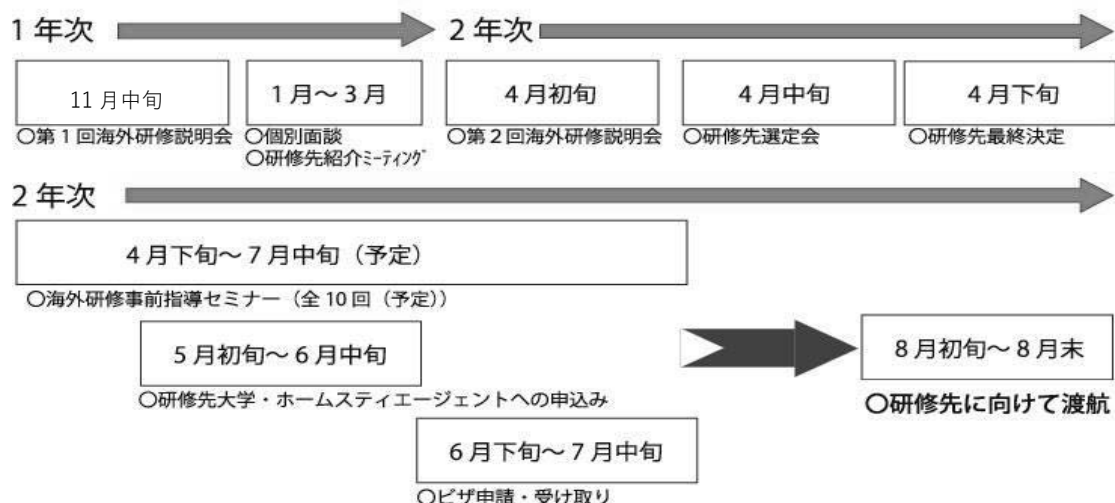 1年次
2年次
11月中旬
1月～3月
4月初旬
4月中旬
4月下旬
○第1回海外研修説明会
○個別面談
○研修先紹介ﾐｰﾃｨﾝｸﾞ
○第2回海外研修説明会
○研修先選定会
○研修先最終決定
2年次
4月下旬～7月中旬（予定）
○海外研修事前指導セミナー（全10回（予定））
5月初旬～6月中旬
○研修先大学・ホームスティエージェントへの申込み
8月初旬～8月末
○研修先に向けて渡航
6月下旬～7月中旬
○ビザ申請・受け取り